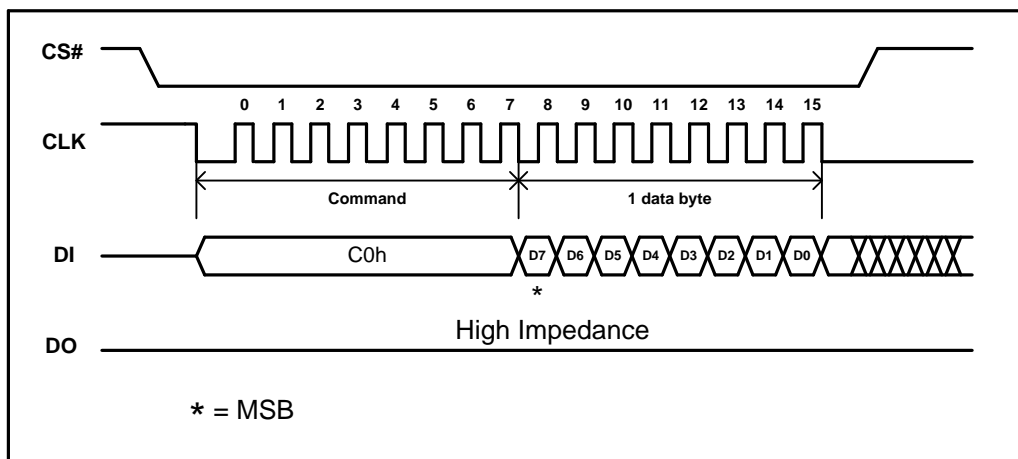 CS#
0 1 2 3 4 5 6 7 8 9 10 11 12 13 14 15
CLK
Command 1 data byte
DI C0h D7 D6 D5 D4 D3 D2 D1 D0
*
High Impedance
DO
* = MSB